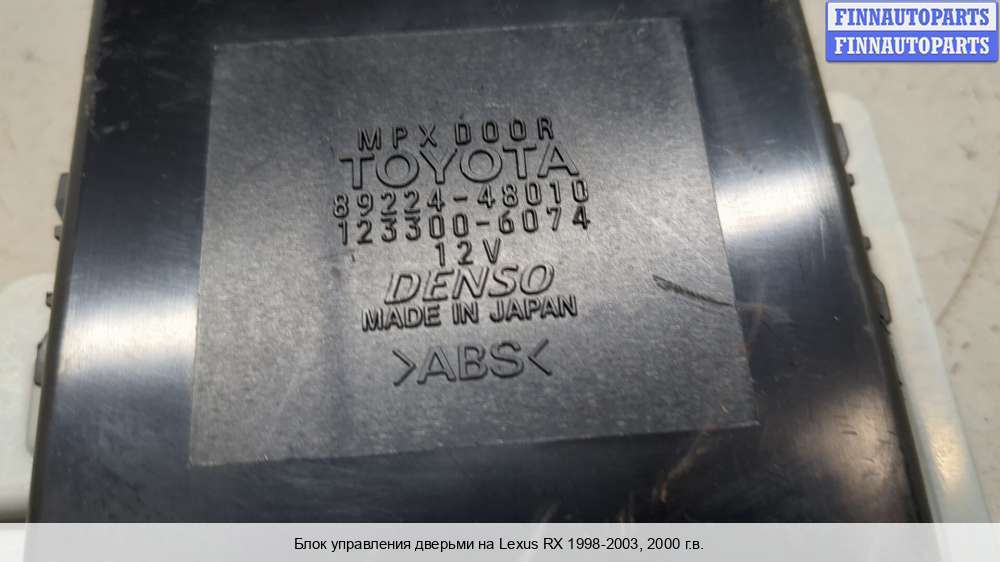 FINNAUTOPARTS
FINNAUTOPARTS
MPX DOOR
TOYOTA
89224-48010
123300-6074
12V
DENSO
MADE IN JAPAN
>ABS<
Блок управления дверьми на Lexus RX 1998-2003, 2000 г.в.